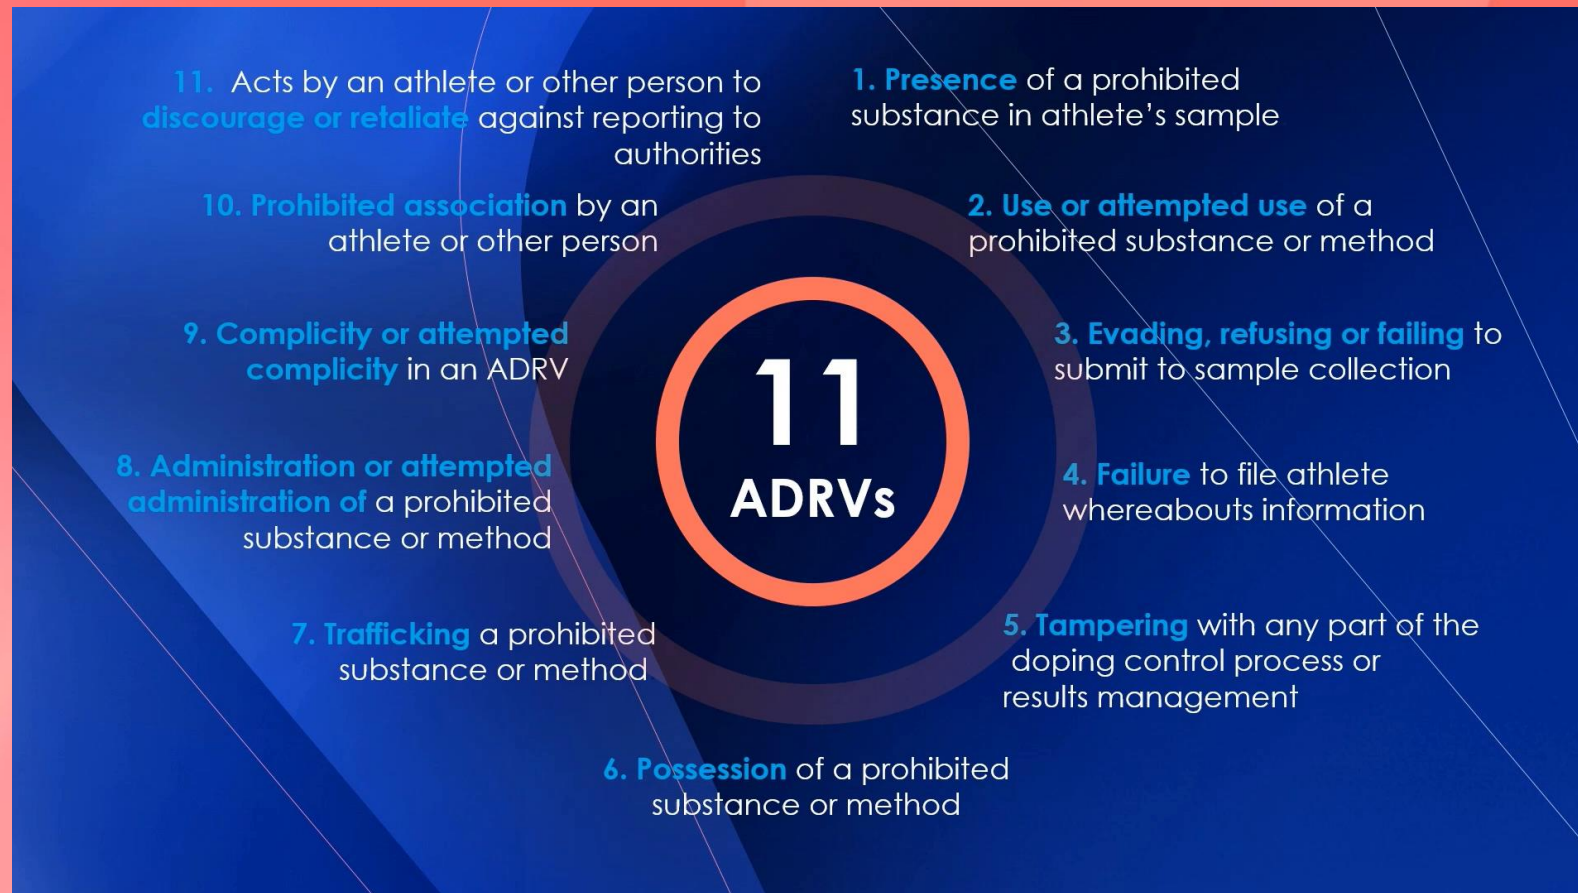 11
ADRVs
1. Presence of a prohibited
substance in athlete’s sample
2. Use or attempted use of a
prohibited substance or method
3. Evading, refusing or failing to
submit to sample collection
4. Failure to file athlete
whereabouts information
5. Tampering with any part of the
doping control process or
results management
6. Possession of a prohibited
substance or method
7. Trafficking a prohibited
substance or method
8. Administration or attempted
administration of a prohibited
substance or method
9. Complicity or attempted
complicity in an ADRV
10. Prohibited association by an
athlete or other person
11. Acts by an athlete or other person to
discourage or retaliate against reporting to
authorities